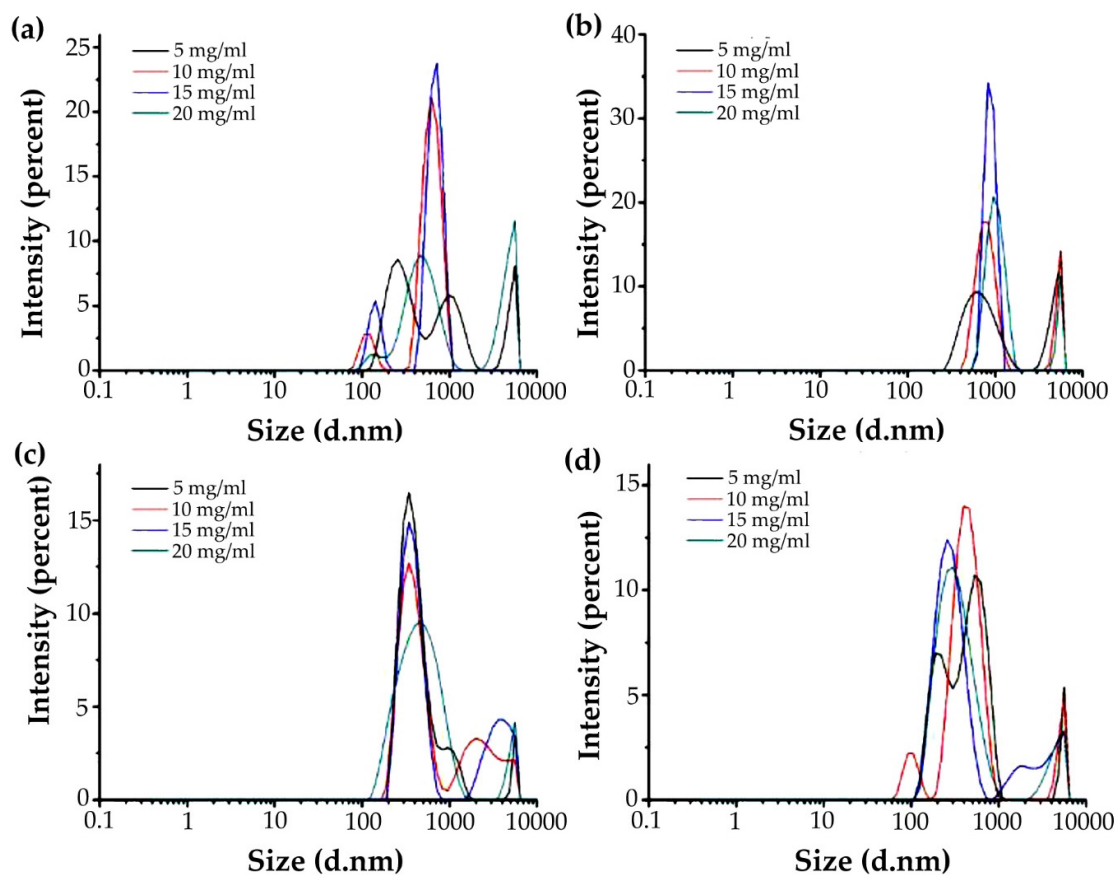 (a)
5 mg/ml
10 mg/ml
15 mg/ml
20 mg/ml
25
20
15
10
5
0
Intensity (percent)
0.1 1 10 100 1000 10000
Size (d.nm)
(b)
5 mg/ml
10 mg/ml
15 mg/ml
20 mg/ml
40
30
20
10
0
Intensity (percent)
0.1 1 10 100 1000 10000
Size (d.nm)
(c)
5 mg/ml
10 mg/ml
15 mg/ml
20 mg/ml
15
10
5
0
Intensity (percent)
0.1 1 10 100 1000 10000
Size (d.nm)
(d)
5 mg/ml
10 mg/ml
15 mg/ml
20 mg/ml
15
10
5
0
Intensity (percent)
0.1 1 10 100 1000 10000
Size (d.nm)